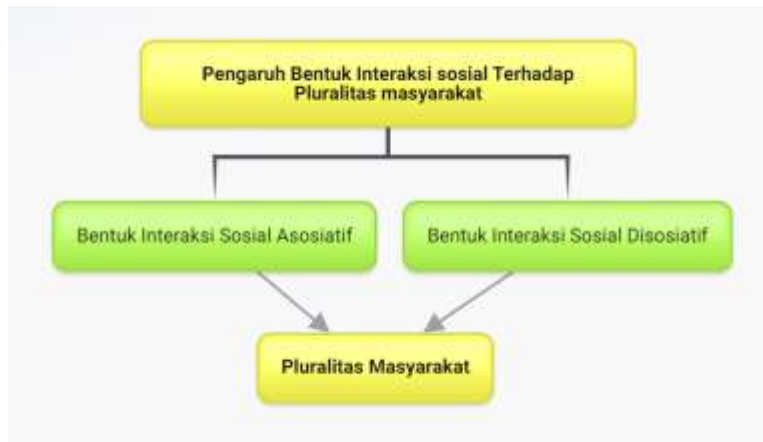 Pengaruh Bentuk Interaksi sosial Terhadap
Pluralitas masyarakat
Bentuk Interaksi Sosial Asosiatif
Bentuk Interaksi Sosial Disosiatif
Pluralitas Masyarakat